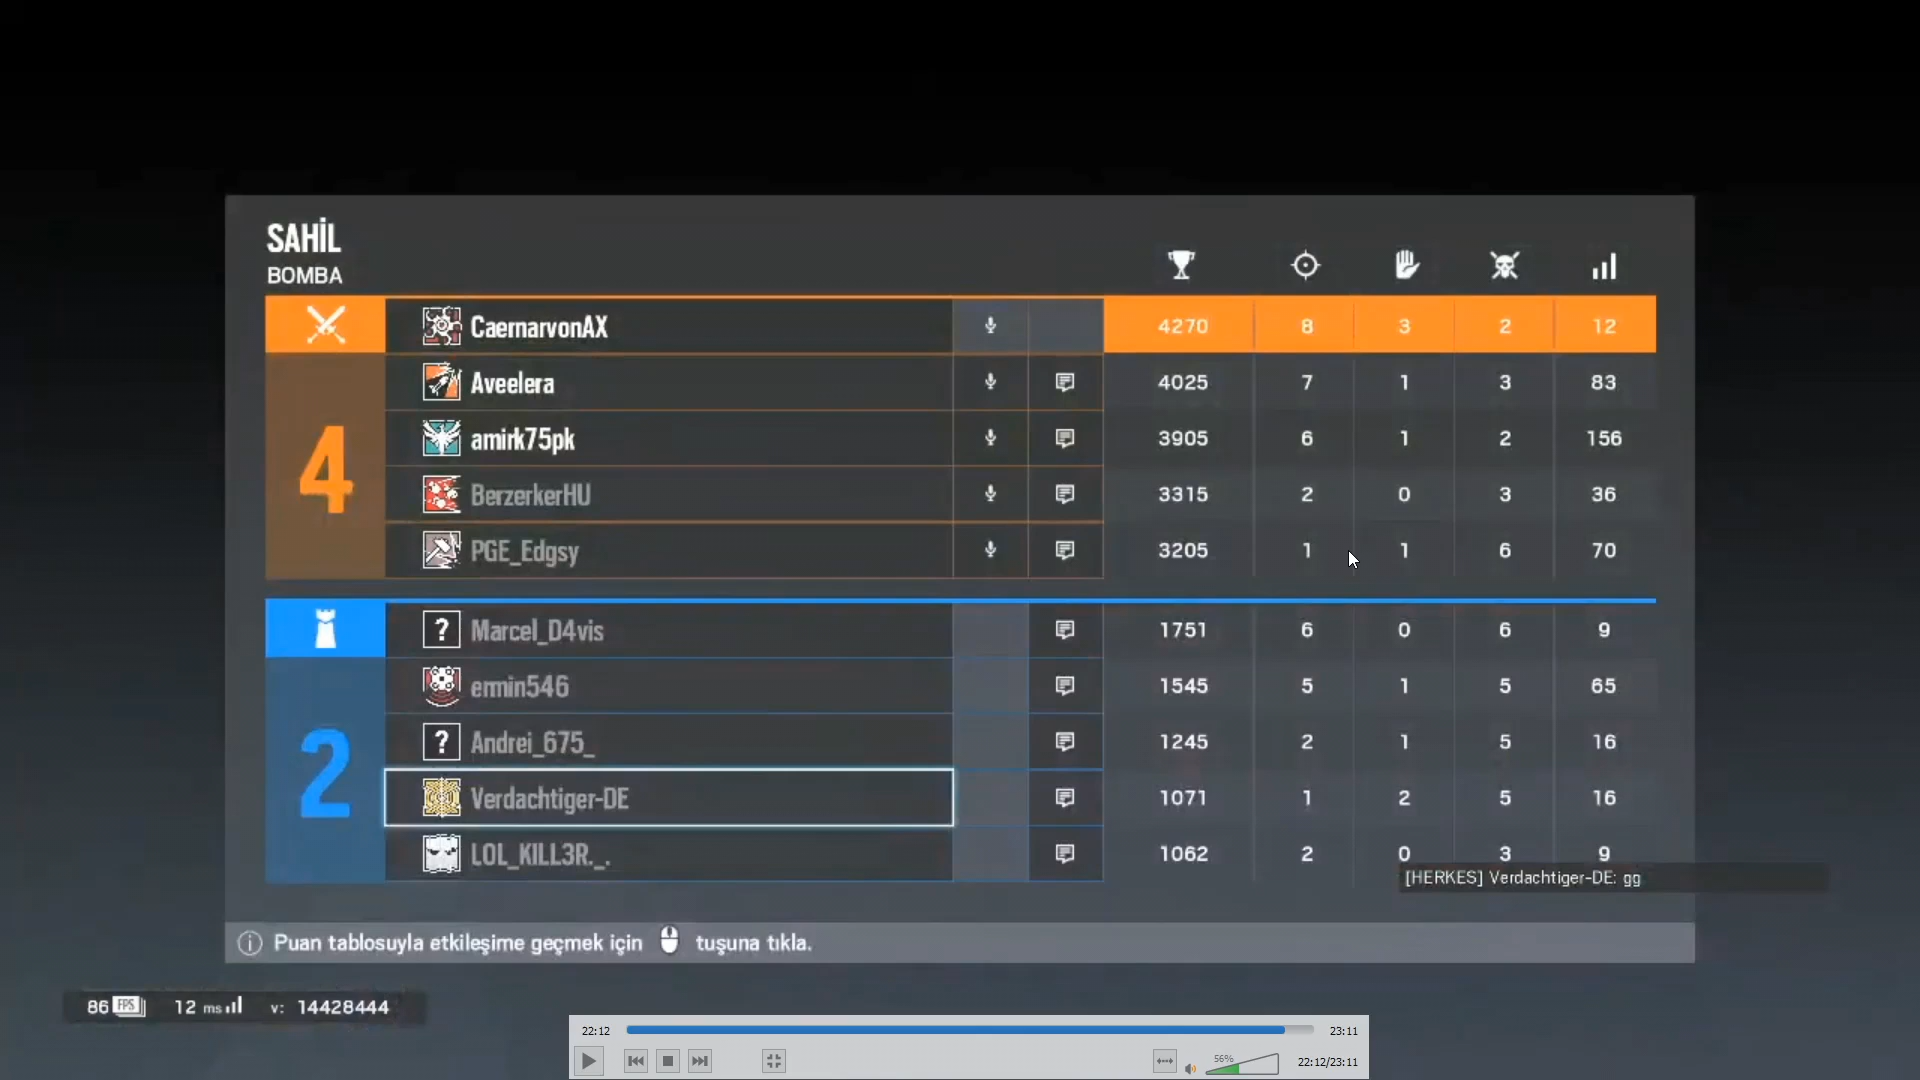 SAHİL
BOMBA
CaernarvonAX 4270 8 3 2 12
4
Aveelera 4025 7 1 3 83
amirk75pk 3905 6 1 2 156
BerzerkerHU 3315 2 0 3 36
PGE_Edgsy 3205 1 1 6 70
? Marcel_D4vis 1751 6 0 6 9
2
ermin546 1545 5 1 5 65
? Andrei_675_ 1245 2 1 5 16
Verdachtiger-DE 1071 1 2 5 16
LOL_KILL3R._. 1062 2 0 3 9
[HERKES] Verdachtiger-DE: gg
Puan tablosuyla etkileşime geçmek için tuşuna tıkla.
86 FPS 12 ms v: 14428444
22:12 23:11
56% 22:12/23:11